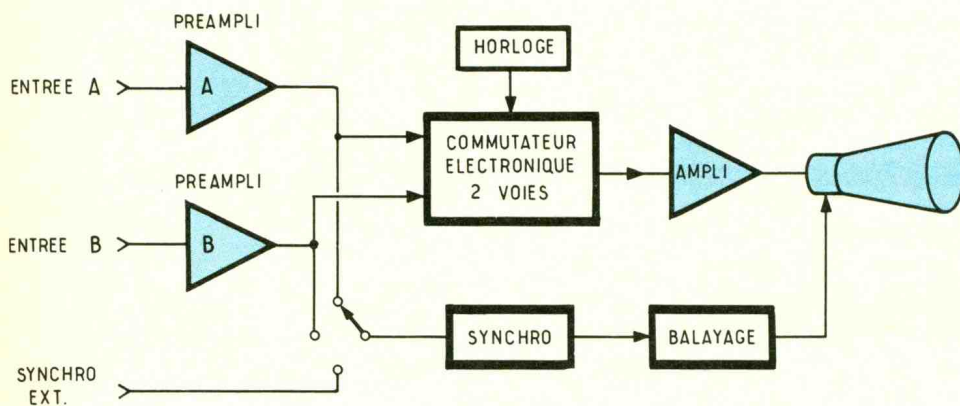 PREAMPLI
ENTREE A
A
HORLOGE
COMMUTATEUR
ELECTRONIQUE
2 VOIES
AMPLI
PREAMPLI
ENTREE B
B
SYNCHRO
BALAYAGE
SYNCHRO
EXT.